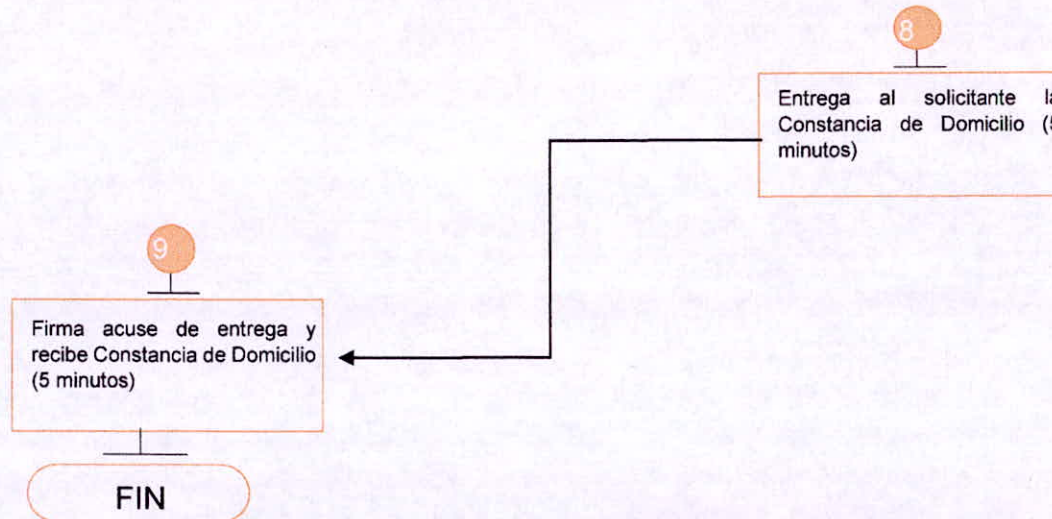 8
Entrega al solicitante la
Constancia de Domicilio (5
minutos)
9
Firma acuse de entrega y
recibe Constancia de Domicilio
(5 minutos)
FIN